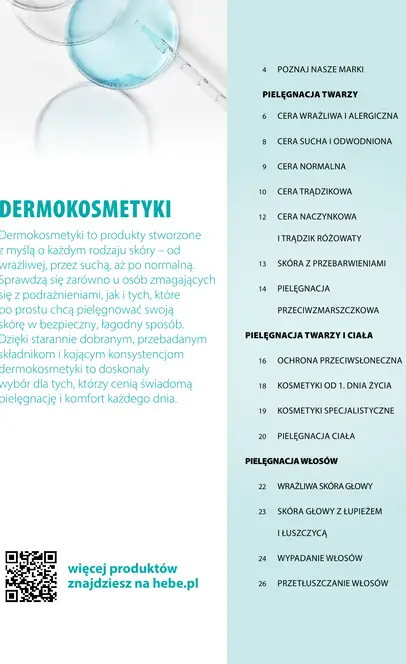 DERMOKOSMETYKI
Dermokosmetyki to produkty stworzone
z myślą o każdym rodzaju skóry – od
wrażliwej, przez suchą, aż po normalną.
Sprawdzą się zarówno u osób zmagających
się z podrażnieniami, jak i tych, które
po prostu chcą pielęgnować swoją
skórę w bezpieczny, łagodny sposób.
Dzięki starannie dobranym, przebadanym
składnikom i kojącym konsystencjom
dermokosmetyki to doskonały
wybór dla tych, którzy cenią świadomą
pielęgnację i komfort każdego dnia.
więcej produktów
znajdziesz na hebe.pl
4 POZNAJ NASZE MARKI
PIELĘGNACJA TWARZY
6 CERA WRAŻLIWA I ALERGICZNA
8 CERA SUCHA I ODWODNIONA
9 CERA NORMALNA
10 CERA TRĄDZIKOWA
12 CERA NACZYNKOWA
I TRĄDZIK RÓŻOWATY
13 SKÓRA Z PRZEBARWIENIAMI
14 PIELĘGNACJA
PRZECIWZMARSZCZKOWA
PIELĘGNACJA TWARZY I CIAŁA
16 OCHRONA PRZECIWSŁONECZNA
18 KOSMETYKI OD 1. DNIA ŻYCIA
19 KOSMETYKI SPECJALISTYCZNE
20 PIELĘGNACJA CIAŁA
PIELĘGNACJA WŁOSÓW
22 WRAŻLIWA SKÓRA GŁOWY
23 SKÓRA GŁOWY Z ŁUPIEŻEM
I ŁUSZCZYCĄ
24 WYPADANIE WŁOSÓW
26 PRZETŁUSZCZANIE WŁOSÓW